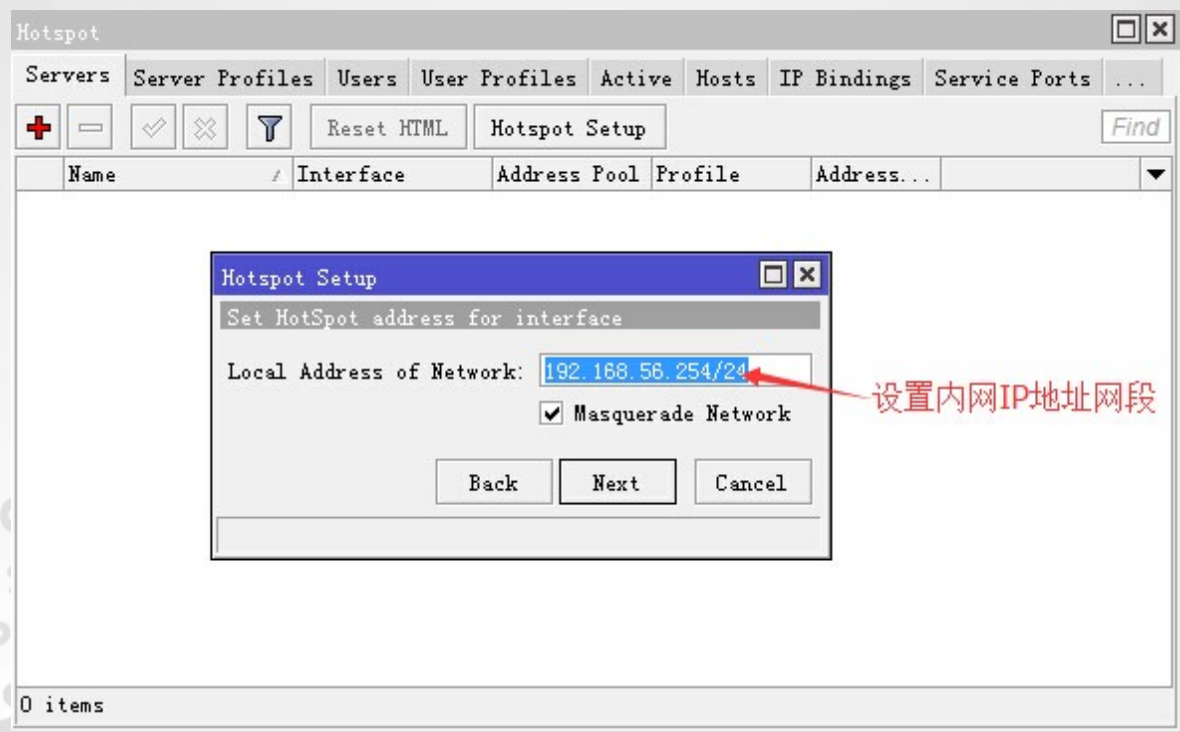 Hotspot
Servers Server Profiles Users User Profiles Active Hosts IP Bindings Service Ports ...
Reset HTML Hotspot Setup Find
Name Interface Address Pool Profile Address...
Hotspot Setup
Set HotSpot address for interface
Local Address of Network: 192.168.56.254/24
设置内网IP地址网段
Masquerade Network
Back Next Cancel
0 items